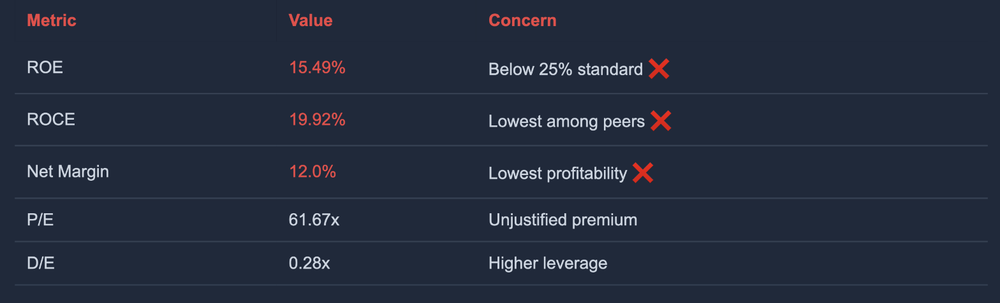 Metric Value Concern
ROE 15.49% Below 25% standard ❌
ROCE 19.92% Lowest among peers ❌
Net Margin 12.0% Lowest profitability ❌
P/E 61.67x Unjustified premium
D/E 0.28x Higher leverage